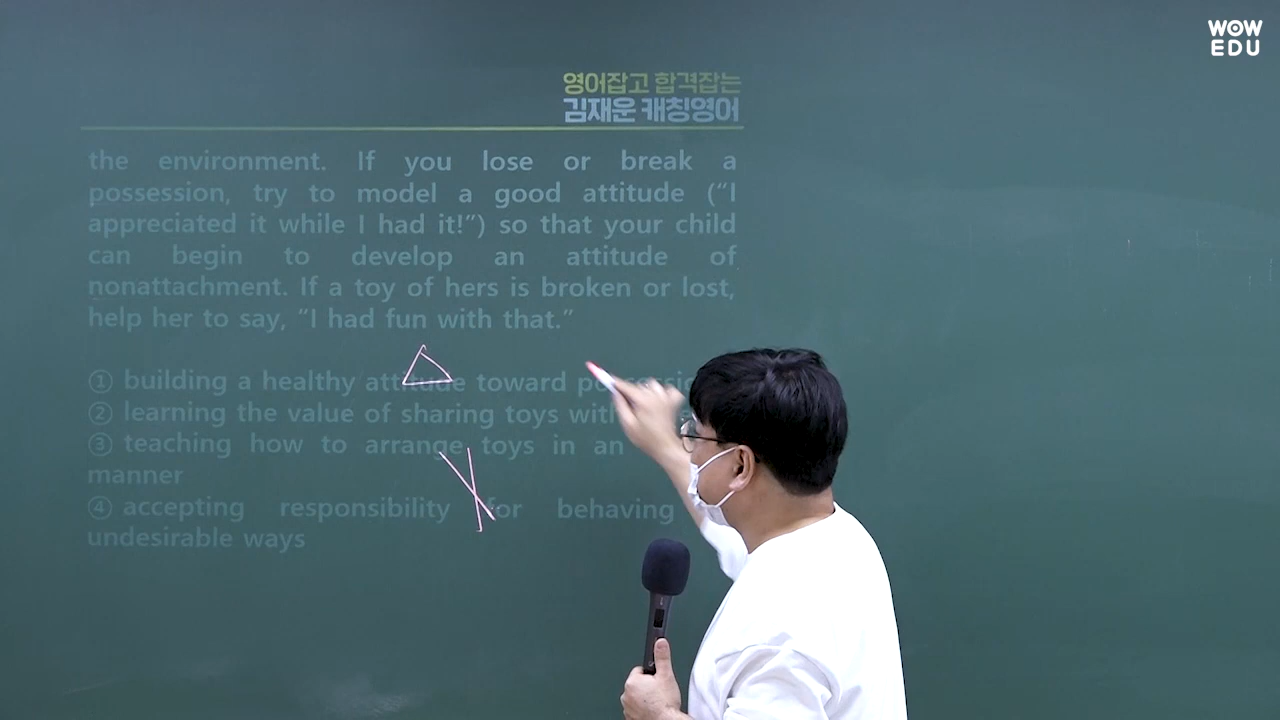 WOW
EDU
영어잡고 합격잡는
김재운 캐칭영어
the environment. If you lose or break a
possession, try to model a good attitude (“I
appreciated it while I had it!”) so that your child
can begin to develop an attitude of
nonattachment. If a toy of hers is broken or lost,
help her to say, “I had fun with that.”
① building a healthy attitude toward
② learning the value of sharing toys
③ teaching how to arrange toys in an
manner
④ accepting responsibility for behaving
undesirable ways